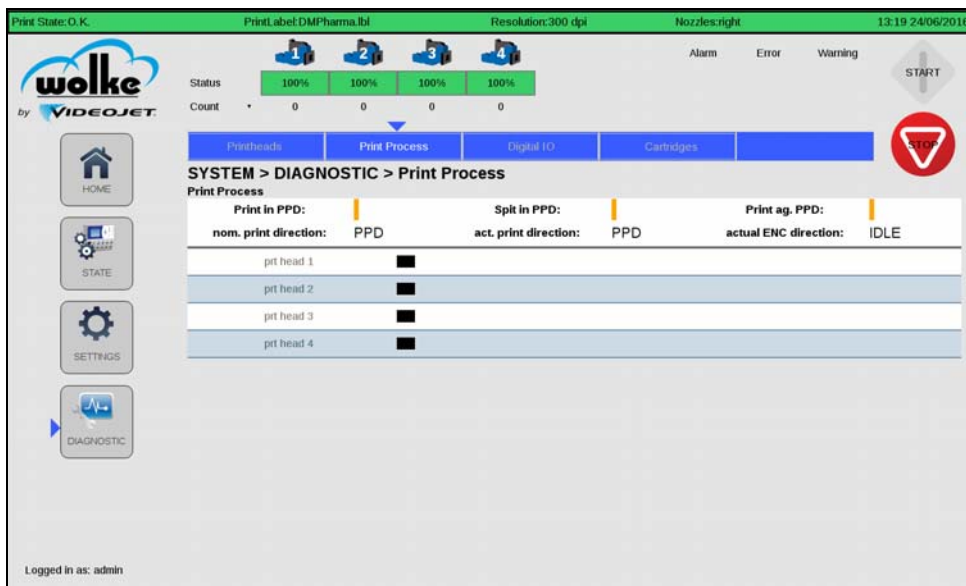 Print State:O.K. PrintLabel:DMPharma.lbl Resolution:300 dpi Nozzles:right 13:19 24/06/2016
wolke
by VIDEOJET.
1 2 3 4
Alarm Error Warning
START
Status 100% 100% 100% 100%
Count 0 0 0 0
STOP
Printheads Print Process Digital IO Cartridges
SYSTEM > DIAGNOSTIC > Print Process
Print Process
Print in PPD: Spit in PPD: Print ag. PPD:
nom. print direction: PPD act. print direction: PPD actual ENC direction: IDLE
prt head 1
prt head 2
prt head 3
prt head 4
HOME
STATE
SETTINGS
DIAGNOSTIC
Logged in as: admin